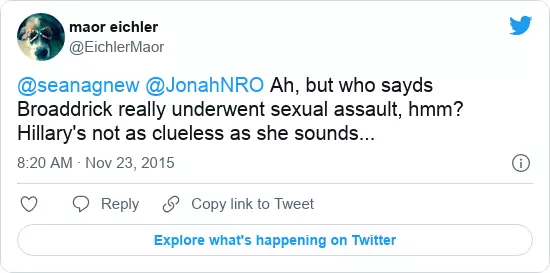 maor eichler
@EichlerMaor
@seanagnew @JonahNRO Ah, but who sayds
Broaddrick really underwent sexual assault, hmm?
Hillary's not as clueless as she sounds...
8:20 AM · Nov 23, 2015
Reply
Copy link to Tweet
Explore what's happening on Twitter